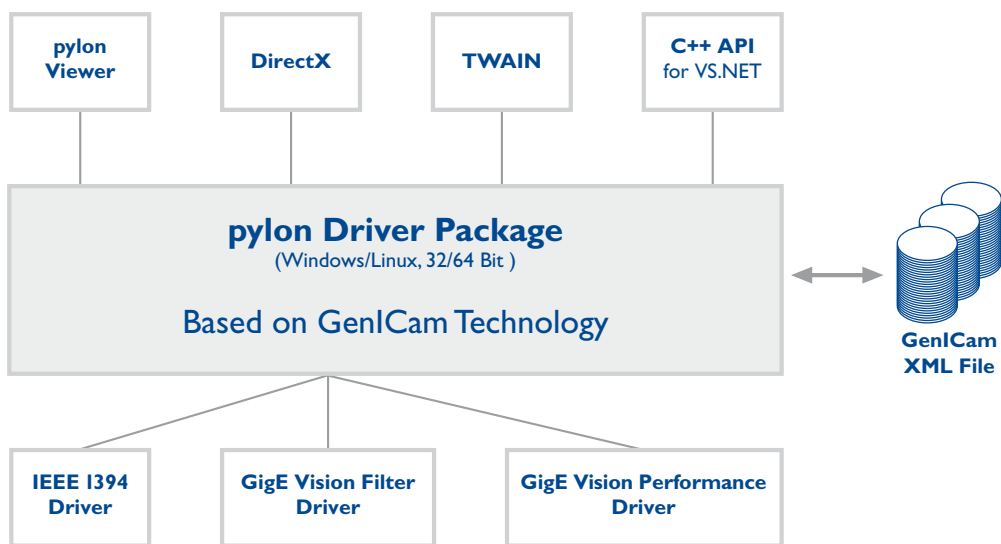 pylon
Viewer
DirectX
TWAIN
C++ API
for VS.NET
pylon Driver Package
(Windows/Linux, 32/64 Bit )
Based on GenICam Technology
GenICam
XML File
IEEE 1394
Driver
GigE Vision Filter
Driver
GigE Vision Performance
Driver